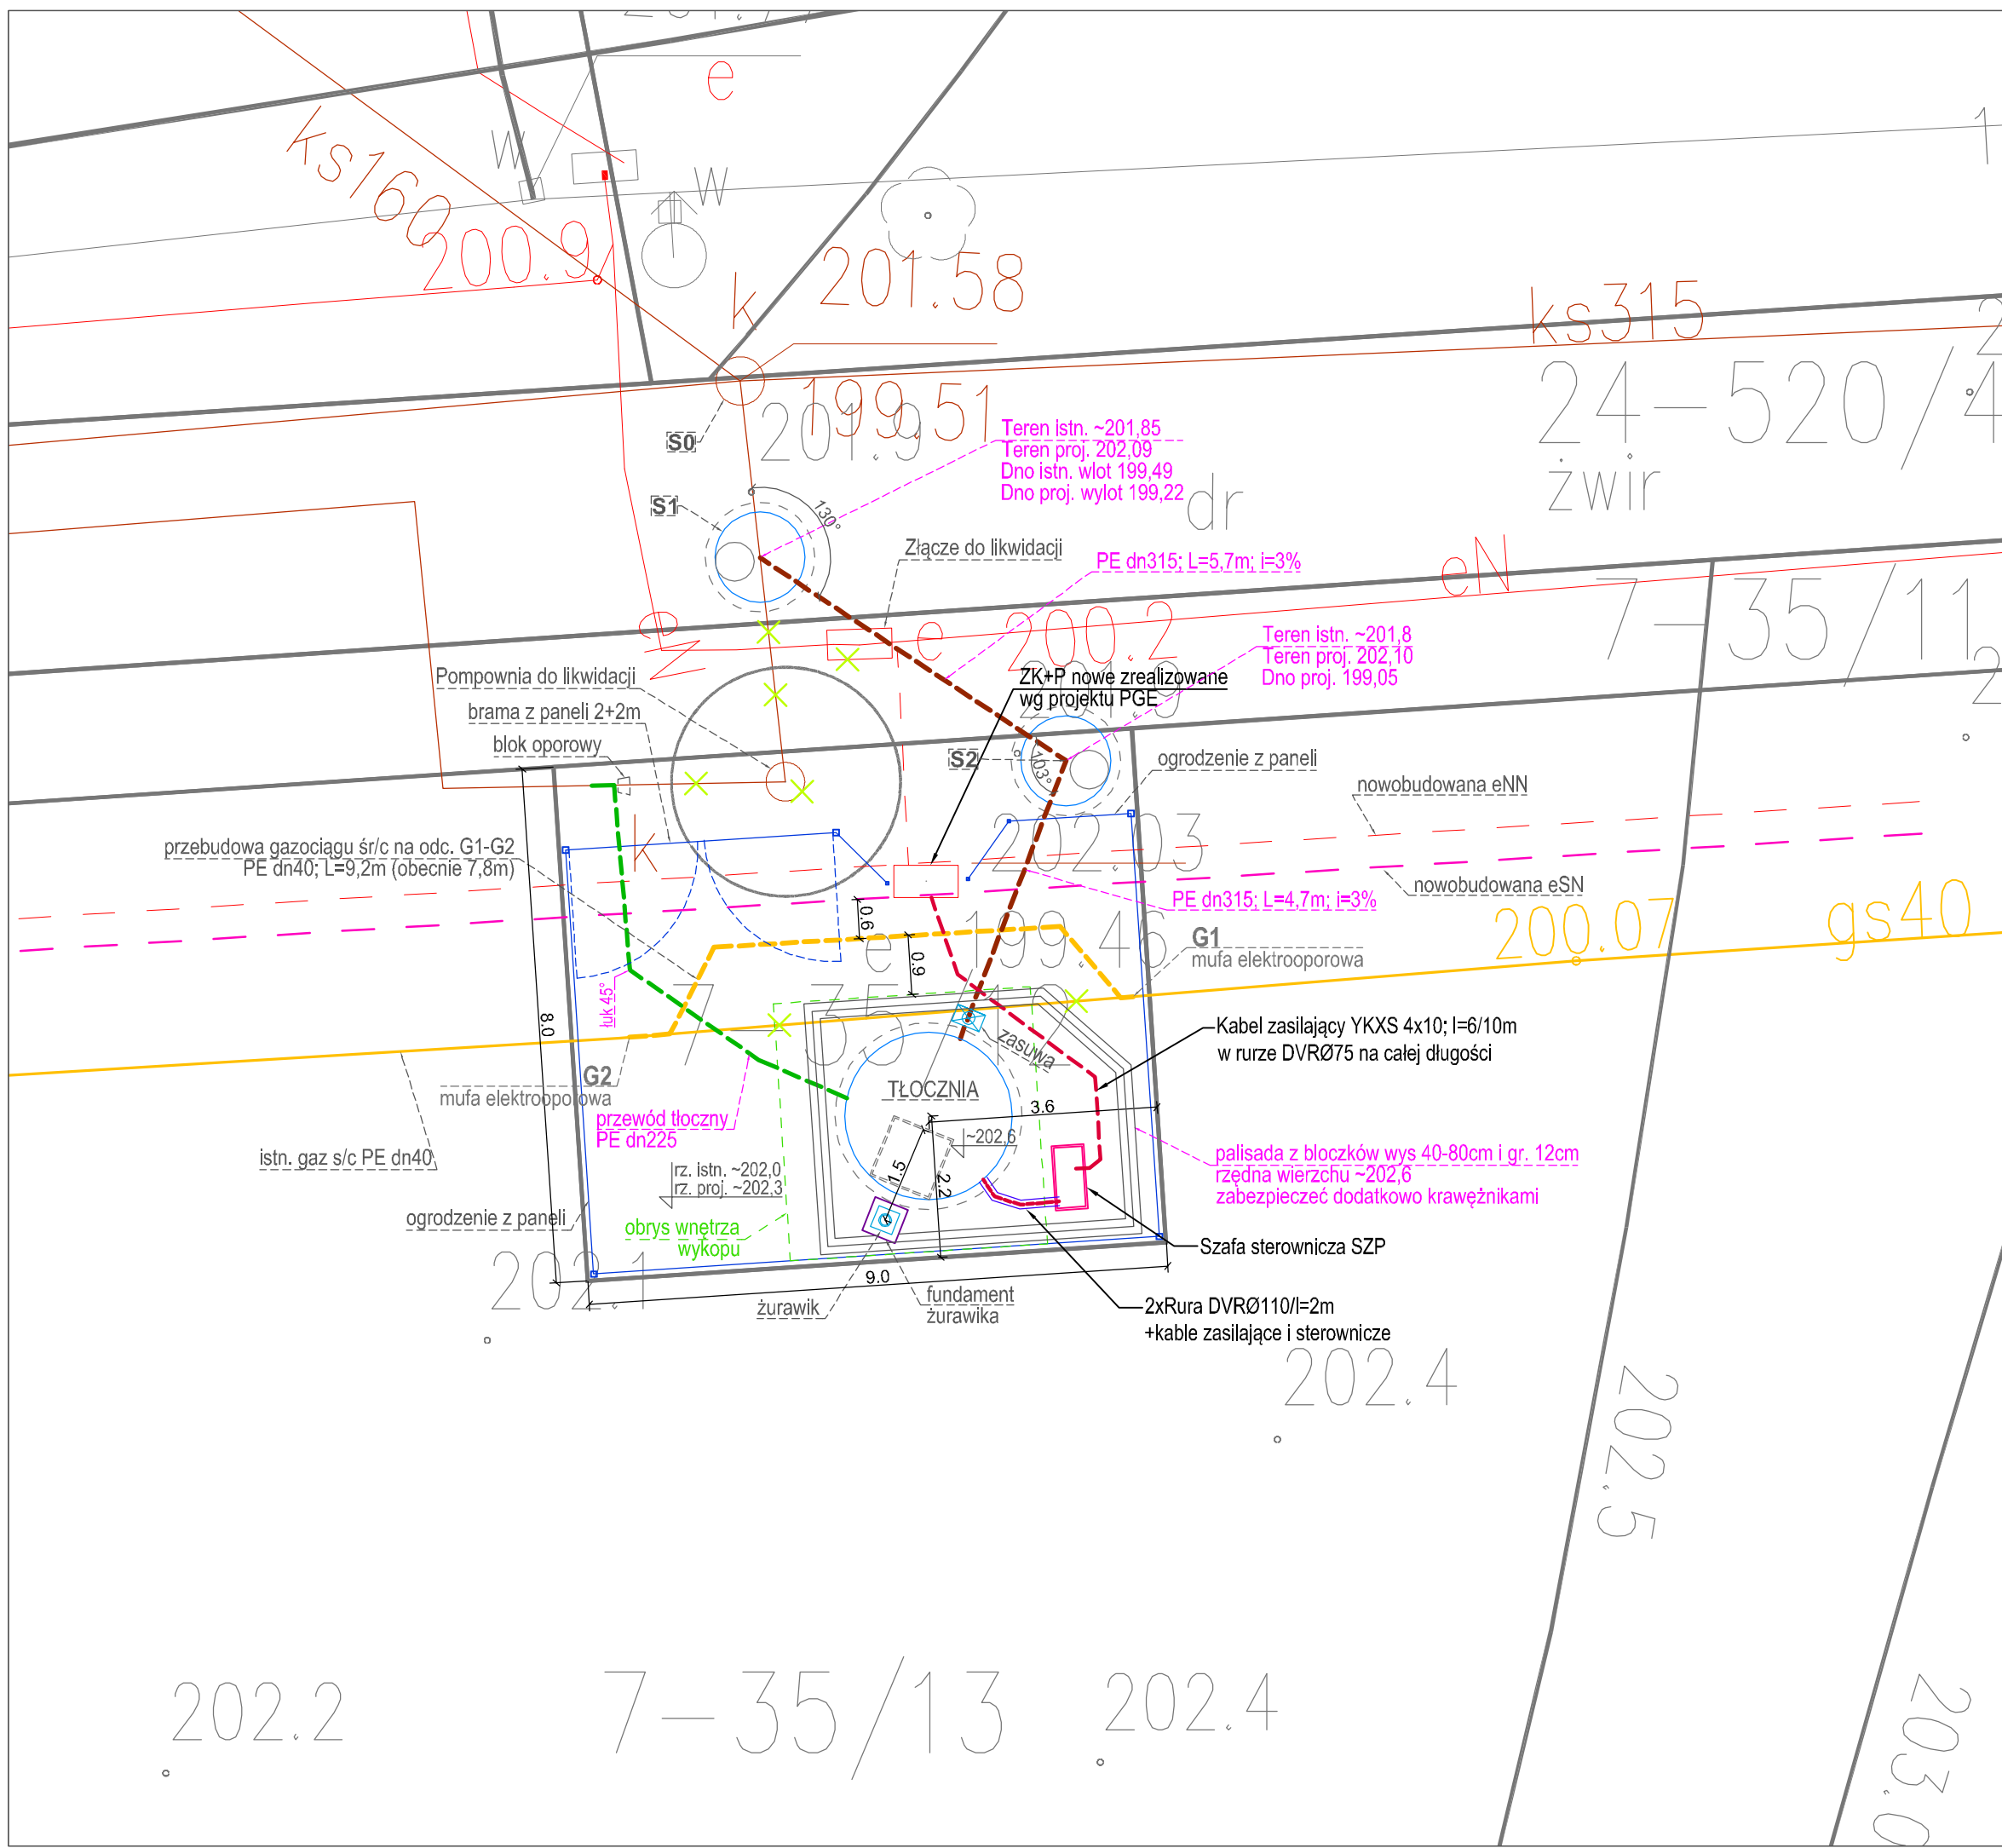 e
W
W
ks160
200.9
k
201.58
1
ks315
24-520/4
żwir
199.51
201.9
S0
Teren istn. ~201,85
Teren proj. 202,09
Dno istn. wlot 199,49
Dno proj. wylot 199,22
dr
S1
130°
Złącze do likwidacji
PE dn315; L=5,7m; i=3%
eN
7-35/11
eN
e
200.2
Teren istn. ~201,8
Teren proj. 202,10
Dno proj. 199,05
Pompownia do likwidacji
ZK+P nowe zrealizowane
wg projektu PGE
201.9
brama z paneli 2+2m
blok oporowy
S2
103°
ogrodzenie z paneli
nowobudowana eNN
k
202.03
przebudowa gazociągu śr/c na odc. G1-G2
PE dn40; L=9,2m (obecnie 7,8m)
nowobudowana eSN
PE dn315; L=4,7m; i=3%
0.6
e
199.46
G1
mufa elektrooporowa
200.07
gs40
0.9
łuk 45°
8.0
Kabel zasilający YKXS 4x10; l=6/10m
w rurze DVRØ75 na całej długości
zasuwa
G2
mufa elektrooporowa
TŁOCZNIA
3.6
przewód tłoczny
PE dn225
~202,6
istn. gaz s/c PE dn40
rz. istn. ~202,0
rz. proj. ~202,3
1.5
2.2
palisada z bloczków wys 40-80cm i gr. 12cm
rzędna wierzchu ~202,6
zabezpieczeć dodatkowo krawężnikami
ogrodzenie z paneli
obrys wnętrza
wykopu
Szafa sterownicza SZP
202.1
9.0
żurawik
fundament
żurawika
2xRura DVRØ110/l=2m
+kable zasilające i sterownicze
202.4
202.5
202.2
7-35/13
202.4
203.0